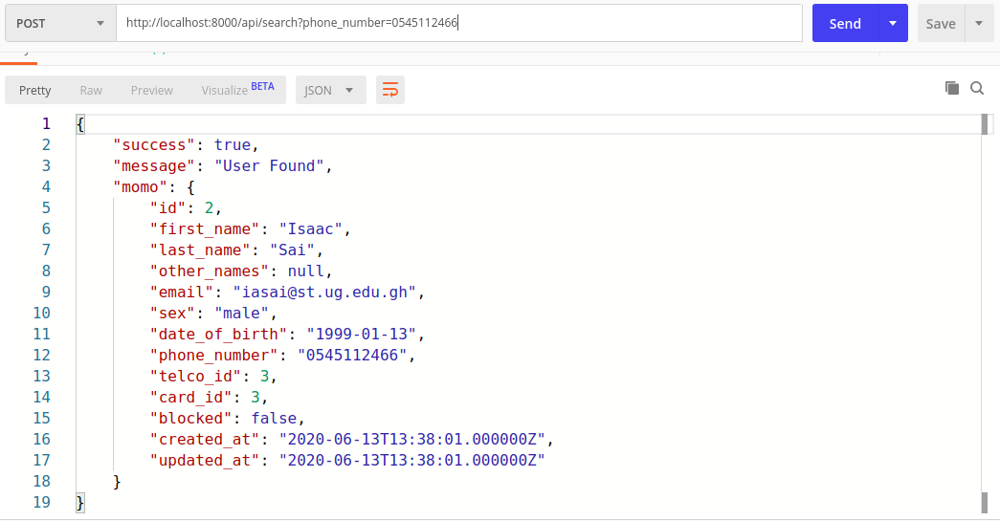 POST http://localhost:8000/api/search?phone_number=0545112466 Send Save
Pretty Raw Preview Visualize BETA JSON
1 {
2 "success": true,
3 "message": "User Found",
4 "momo": {
5 "id": 2,
6 "first_name": "Isaac",
7 "last_name": "Sai",
8 "other_names": null,
9 "email": "iasai@st.ug.edu.gh",
10 "sex": "male",
11 "date_of_birth": "1999-01-13",
12 "phone_number": "0545112466",
13 "telco_id": 3,
14 "card_id": 3,
15 "blocked": false,
16 "created_at": "2020-06-13T13:38:01.000000Z",
17 "updated_at": "2020-06-13T13:38:01.000000Z"
18 }
19 }